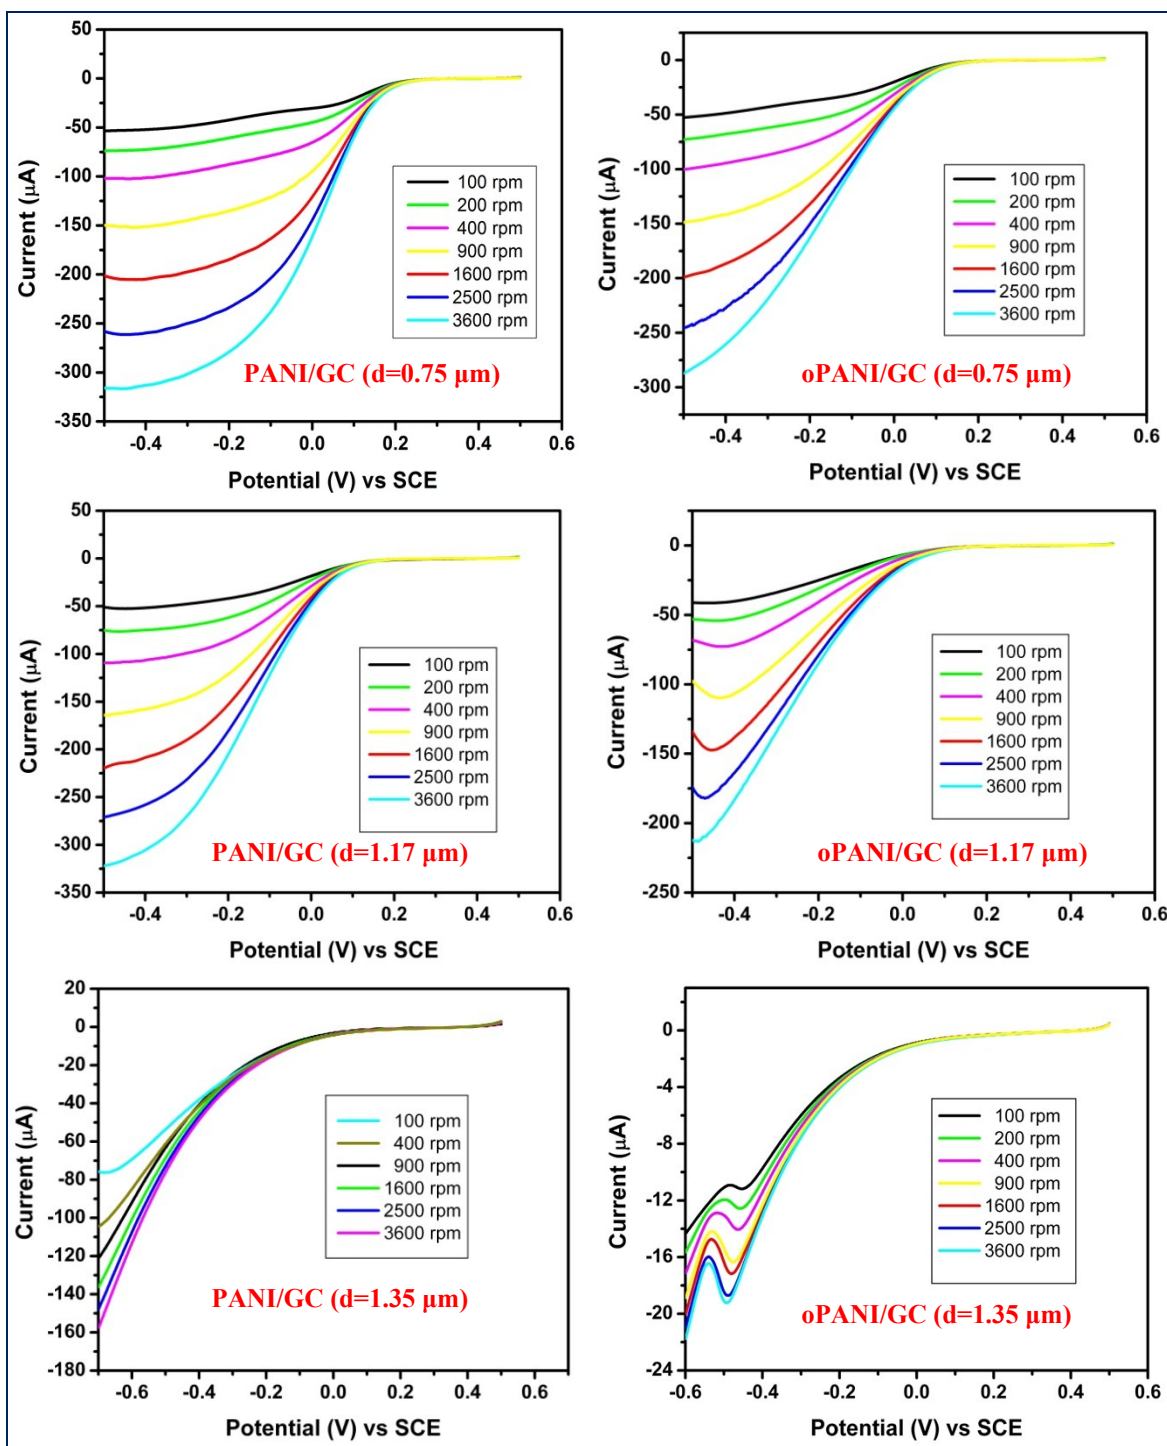 50
0
-50
-100
-150
-200
-250
-300
-350
Current (µA)
100 rpm
200 rpm
400 rpm
900 rpm
1600 rpm
2500 rpm
3600 rpm
PANI/GC (d=0.75 µm)
-0.4 -0.2 0.0 0.2 0.4 0.6
Potential (V) vs SCE
0
-50
-100
-150
-200
-250
-300
Current (µA)
100 rpm
200 rpm
400 rpm
900 rpm
1600 rpm
2500 rpm
3600 rpm
oPANI/GC (d=0.75 µm)
-0.4 -0.2 0.0 0.2 0.4 0.6
Potential (V) vs SCE
50
0
-50
-100
-150
-200
-250
-300
-350
Current (µA)
100 rpm
200 rpm
400 rpm
900 rpm
1600 rpm
2500 rpm
3600 rpm
PANI/GC (d=1.17 µm)
-0.4 -0.2 0.0 0.2 0.4 0.6
Potential (V) vs SCE
0
-50
-100
-150
-200
-250
Current (µA)
100 rpm
200 rpm
400 rpm
900 rpm
1600 rpm
2500 rpm
3600 rpm
oPANI/GC (d=1.17 µm)
-0.4 -0.2 0.0 0.2 0.4 0.6
Potential (V) vs SCE
20
0
-20
-40
-60
-80
-100
-120
-140
-160
-180
Current (µA)
100 rpm
400 rpm
900 rpm
1600 rpm
2500 rpm
3600 rpm
PANI/GC (d=1.35 µm)
-0.6 -0.4 -0.2 0.0 0.2 0.4 0.6
Potential (V) vs SCE
0
-4
-8
-12
-16
-20
-24
Current (µA)
100 rpm
200 rpm
400 rpm
900 rpm
1600 rpm
2500 rpm
3600 rpm
oPANI/GC (d=1.35 µm)
-0.6 -0.4 -0.2 0.0 0.2 0.4 0.6
Potential (V) vs SCE